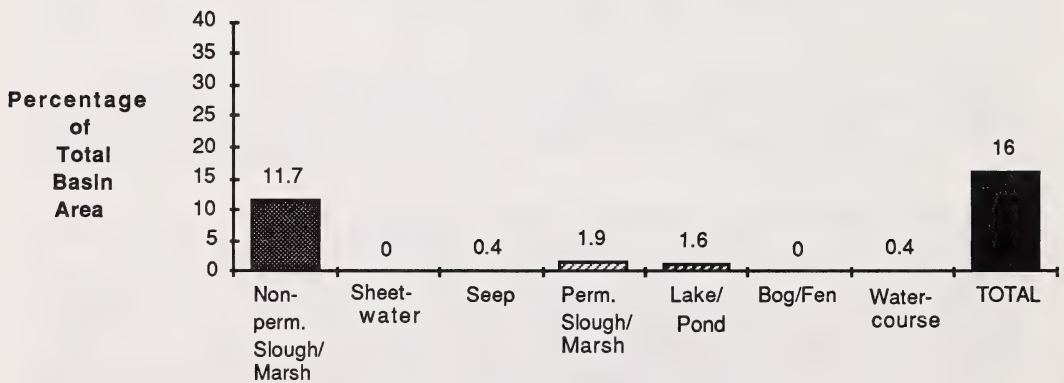 Percentage
of
Total
Basin
Area
40
35
30
25
20
15
10
5
0
11.7
0
0.4
1.9
1.6
0
0.4
16
Non-
perm.
Slough/
Marsh
Sheet-
water
Seep
Perm.
Slough/
Marsh
Lake/
Pond
Bog/Fen
Water-
course
TOTAL